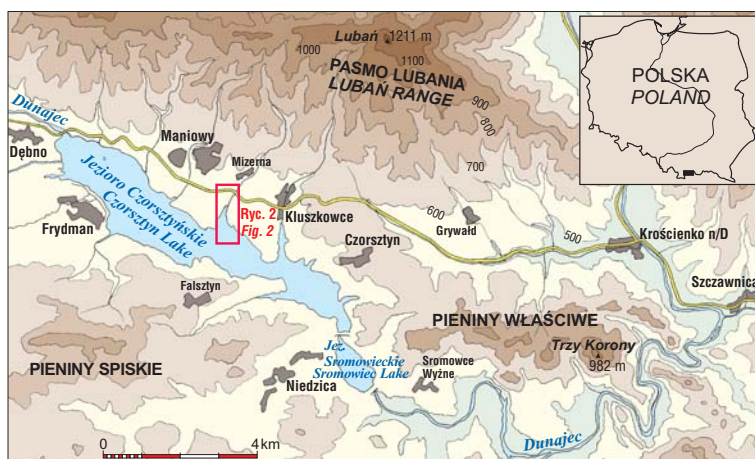 Lubań 1211 m
1000
1100
PASMO LUBANIA
LUBAŃ RANGE
900
800
700
POLSKA
POLAND
Dunajec
Dębno
Maniowy
Mizerna
Jezioro Czorsztyńskie
Czorsztyn Lake
Ryc. 2
Fig. 2
Kluszkowce
Frydman
Czorsztyn
600
Grywałd
500
Krościenko n/D
Szczawnica
Falsztyn
PIENINY WŁAŚCIWE
Trzy Korony
982 m
PIENINY SPISKIE
Jez.
Sromowieckie
Sromowiec Lake
Sromowce
Wyżne
Niedzica
Dunajec
0 4 km